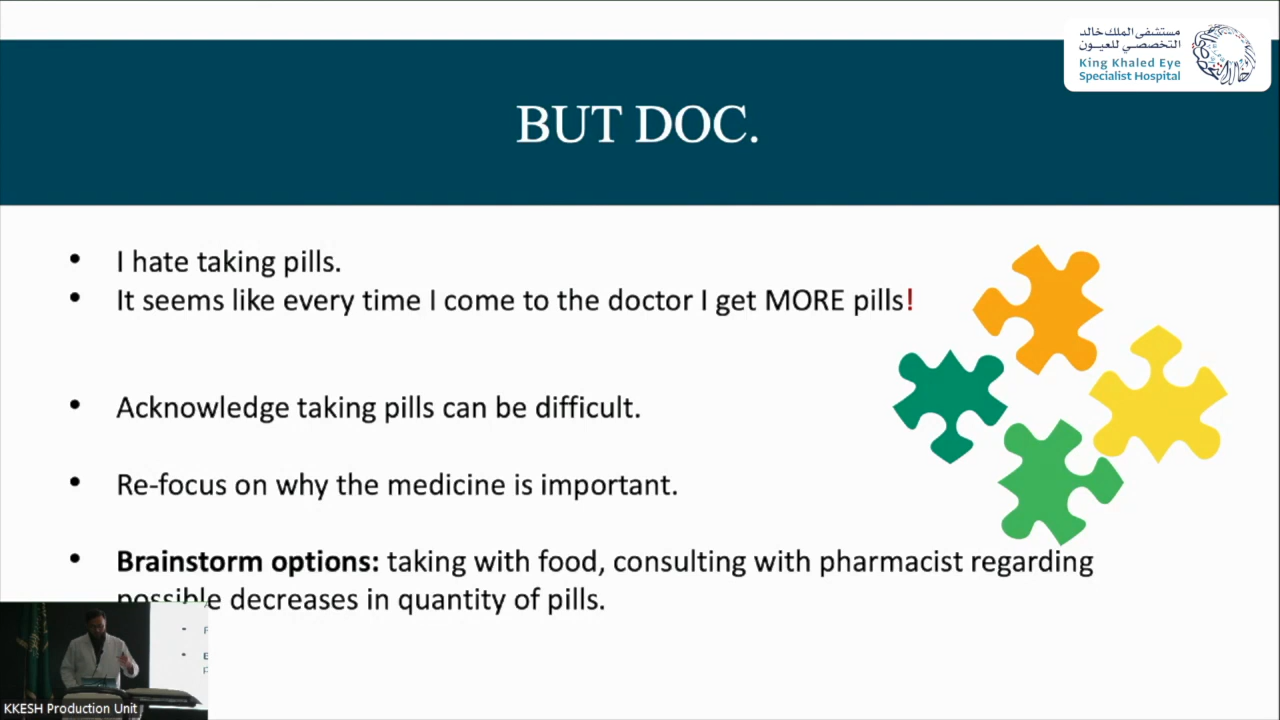 مستشفى الملك خالد
التخصصي للعيون
King Khaled Eye
Specialist Hospital
BUT DOC.
• I hate taking pills.
• It seems like every time I come to the doctor I get MORE pills!
• Acknowledge taking pills can be difficult.
• Re-focus on why the medicine is important.
• Brainstorm options: taking with food, consulting with pharmacist regarding
possible decreases in quantity of pills.
KKESH Production Unit